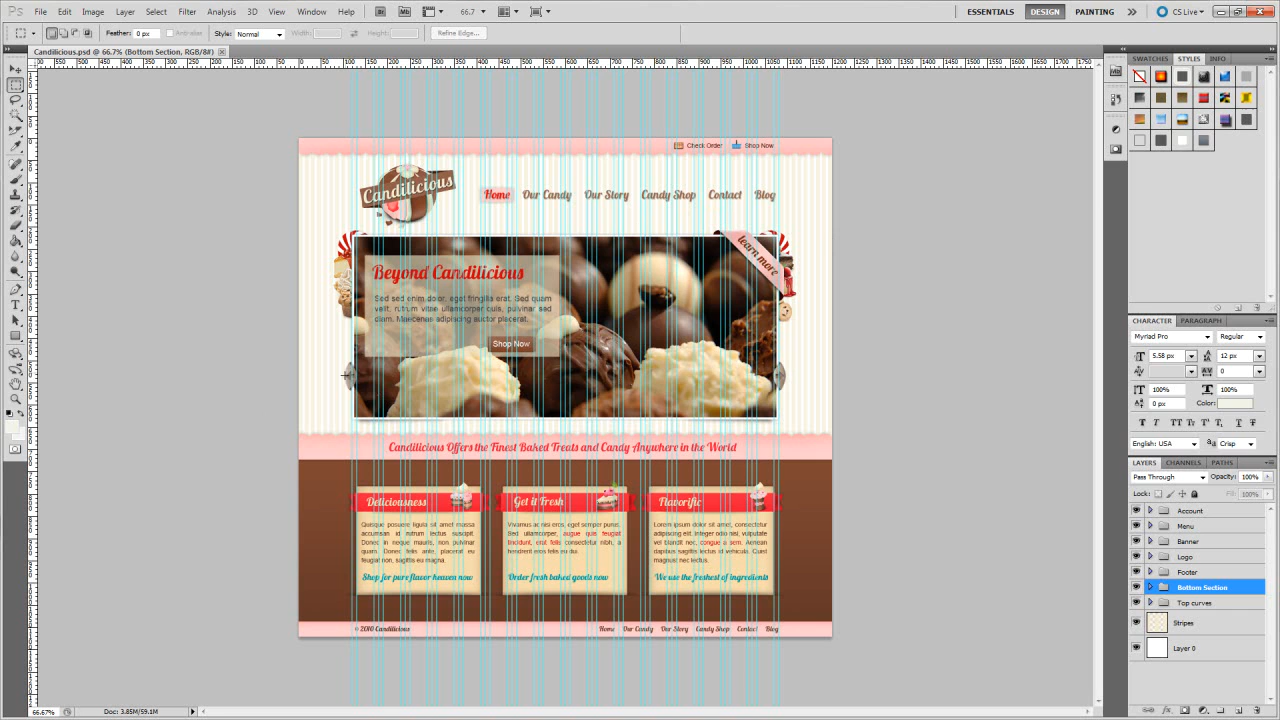 Ps File Edit Image Layer Select Filter Analysis 3D View Window Help Br Mb 66.7 ESSENTIALS DESIGN PAINTING CS Live
Feather: 0 px Anti-alias Style: Normal Width: Height: Refine Edge...
Candilicious.psd @ 66.7% (Bottom Section, RGB/8#)
Check Order Shop Now
Candilicious
Home Our Candy Our Story Candy Shop Contact Blog
learn more
Beyond Candilicious
Sed sed enim dolor, eget fringilla erat. Sed quam
velit, rutrum vitae ullamcorper quis, pulvinar sed
diam. Maecenas adipiscing auctor placerat.
Shop Now
Candilicious Offers the Finest Baked Treats and Candy Anywhere in the World
Deliciousness
Quisque posuere ligula sit amet massa
accumsan id rutrum lectus suscipit.
Donec in neque mauris, non pulvinar
quam. Donec felis ante, placerat eu
feugiat non, sagittis eu magna.
Shop for pure flavor heaven now
Get it Fresh
Vivamus ac nisi eros, eget semper purus.
Sed ullamcorper, augue quis feugiat
tincidunt, erat felis consectetur nibh, a
hendrerit eros felis eu dui.
Order fresh baked goods now
Flavorific
Lorem ipsum dolor sit amet, consectetur
adipiscing elit. Integer odio nisi, vulputate
vel blandit nec, congue a sem. Aenean
dapibus sagittis lectus id vehicula. Quis
magna nec lectus.
We use the freshest of ingredients
© 2010 Candilicious Home Our Candy Our Story Candy Shop Contact Blog
66.67% Doc: 3.85M/59.1M
SWATCHES STYLES INFO
CHARACTER PARAGRAPH
Myriad Pro Regular
5.58 px 12 px
0
100% 100%
0 px Color:
English: USA Crisp
LAYERS CHANNELS PATHS
Pass Through Opacity: 100%
Lock: Fill: 100%
Account
Menu
Banner
Logo
Footer
Bottom Section
Top curves
Stripes
Layer 0